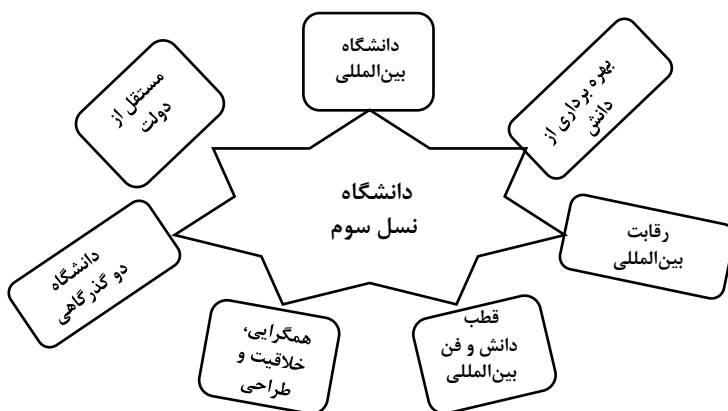 دانشگاه
بین‌المللی
بهره برداری از
دانش
رقابت
بین‌المللی
قطب
دانش و فن
بین‌المللی
همگرایی،
خلاقیت و
طراحی
دانشگاه
دو گذرگاهی
مستقل از
دولت
دانشگاه
نسل سوم